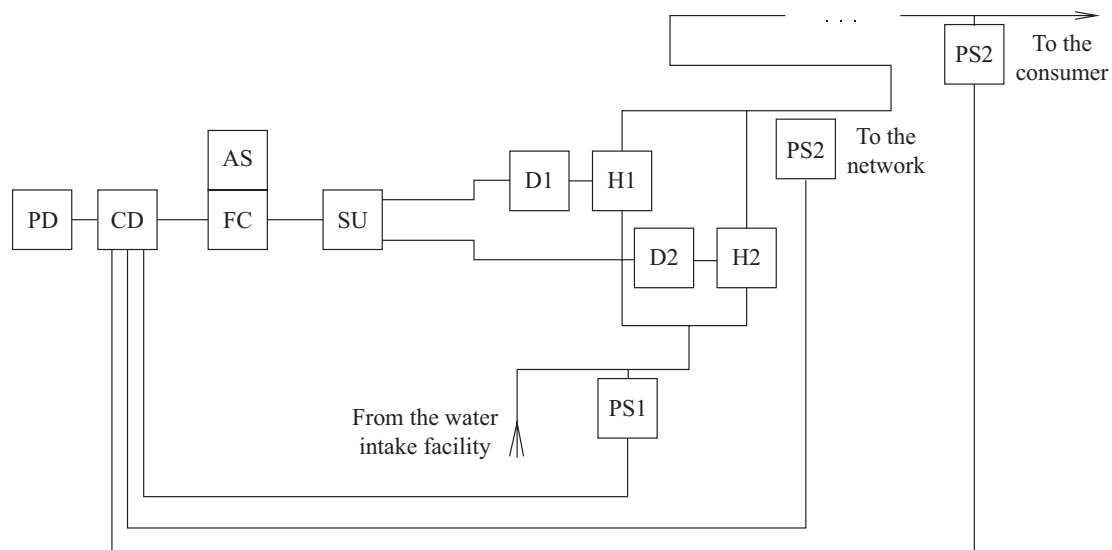 . . .
PS2
To the
consumer
PS2
To the
network
AS
D1
H1
PD
CD
FC
SU
D2
H2
PS1
From the water
intake facility